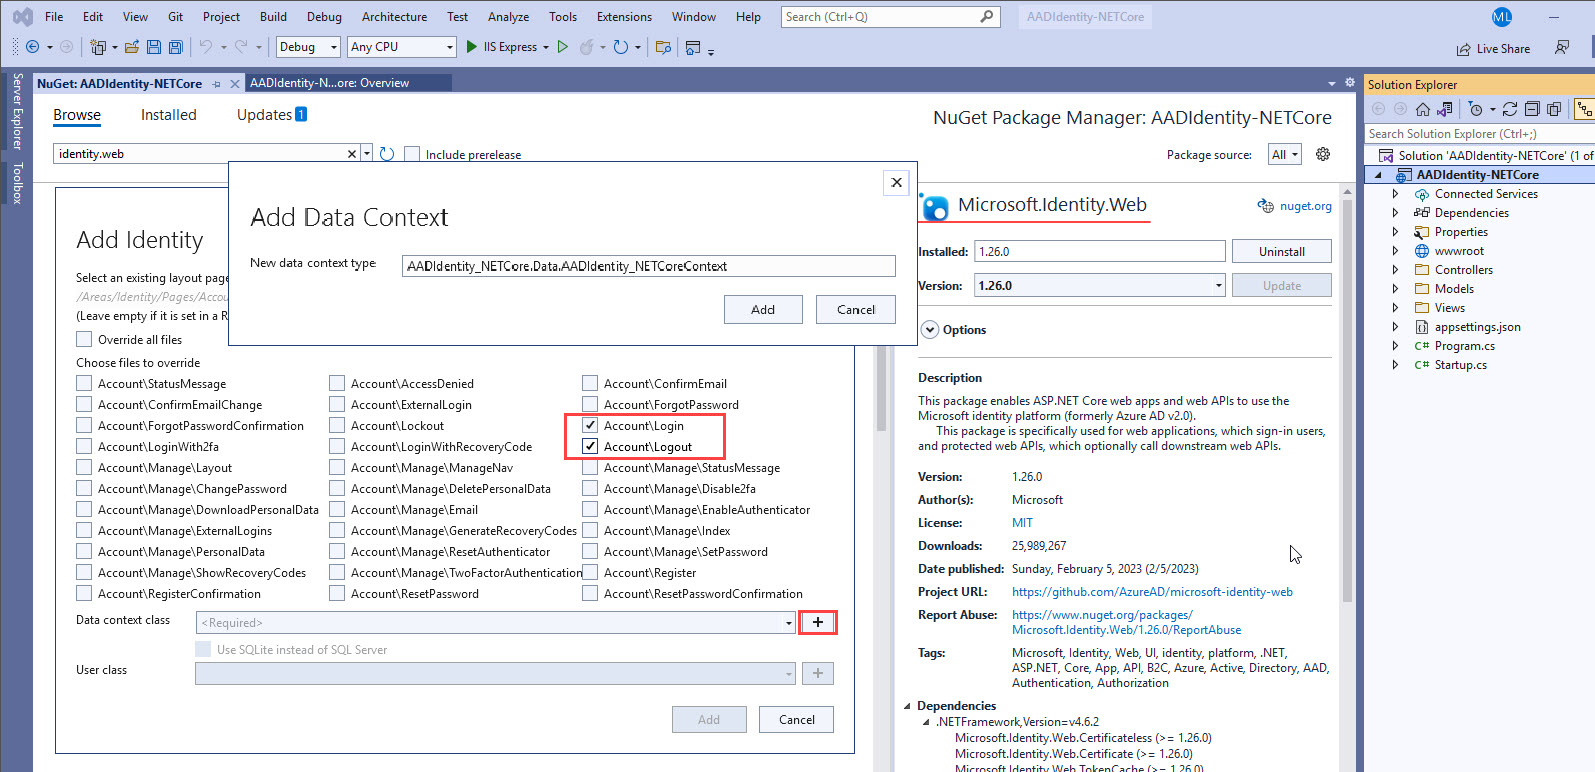 File Edit View Git Project Build Debug Architecture Test Analyze Tools Extensions Window Help Search (Ctrl+Q) AADIdentity-NETCore ML
Debug Any CPU IIS Express Live Share
Server Explorer
Toolbox
NuGet: AADIdentity-NETCore AADIdentity-N...ore: Overview
Browse Installed Updates 1
NuGet Package Manager: AADIdentity-NETCore
identity.web Include prerelease
Package source: All
Add Data Context
New data context type AADIdentity_NETCore.Data.AADIdentity_NETCoreContext
Add Cancel
Add Identity
Select an existing layout pag
/Areas/Identity/Pages/Accou
(Leave empty if it is set in a R
Override all files
Choose files to override
Account\StatusMessage Account\AccessDenied Account\ConfirmEmail
Account\ConfirmEmailChange Account\ExternalLogin Account\ForgotPassword
Account\ForgotPasswordConfirmation Account\Lockout Account\Login
Account\LoginWith2fa Account\LoginWithRecoveryCode Account\Logout
Account\Manage\Layout Account\Manage\ManageNav Account\Manage\StatusMessage
Account\Manage\ChangePassword Account\Manage\DeletePersonalData Account\Manage\Disable2fa
Account\Manage\DownloadPersonalData Account\Manage\Email Account\Manage\EnableAuthenticator
Account\Manage\ExternalLogins Account\Manage\GenerateRecoveryCodes Account\Manage\Index
Account\Manage\PersonalData Account\Manage\ResetAuthenticator Account\Manage\SetPassword
Account\Manage\ShowRecoveryCodes Account\Manage\TwoFactorAuthentication Account\Register
Account\RegisterConfirmation Account\ResetPassword Account\ResetPasswordConfirmation
Data context class <Required> +
Use SQLite instead of SQL Server
User class +
Add Cancel
Microsoft.Identity.Web nuget.org
Installed: 1.26.0 Uninstall
Version: 1.26.0 Update
Options
Description
This package enables ASP.NET Core web apps and web APIs to use the
Microsoft identity platform (formerly Azure AD v2.0).
This package is specifically used for web applications, which sign-in users,
and protected web APIs, which optionally call downstream web APIs.
Version: 1.26.0
Author(s): Microsoft
License: MIT
Downloads: 25,989,267
Date published: Sunday, February 5, 2023 (2/5/2023)
Project URL: https://github.com/AzureAD/microsoft-identity-web
Report Abuse: https://www.nuget.org/packages/
Microsoft.Identity.Web/1.26.0/ReportAbuse
Tags: Microsoft, Identity, Web, UI, identity, platform, .NET,
ASP.NET, Core, App, API, B2C, Azure, Active, Directory, AAD,
Authentication, Authorization
Dependencies
.NETFramework,Version=v4.6.2
Microsoft.Identity.Web.Certificateless (>= 1.26.0)
Microsoft.Identity.Web.Certificate (>= 1.26.0)
Microsoft.Identity.Web.TokenCache (>= 1.26.0)
Solution Explorer
Search Solution Explorer (Ctrl+;)
Solution 'AADIdentity-NETCore' (1 of
AADIdentity-NETCore
Connected Services
Dependencies
Properties
wwwroot
Controllers
Models
Views
appsettings.json
C# Program.cs
C# Startup.cs